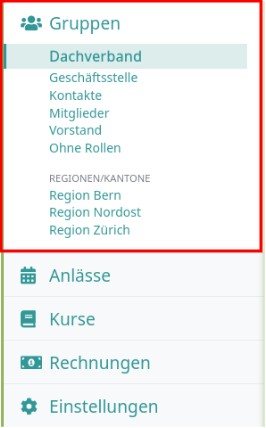 Gruppen
Dachverband
Geschäftsstelle
Kontakte
Mitglieder
Vorstand
Ohne Rollen
REGIONEN/KANTONE
Region Bern
Region Nordost
Region Zürich
Anlässe
Kurse
Rechnungen
Einstellungen